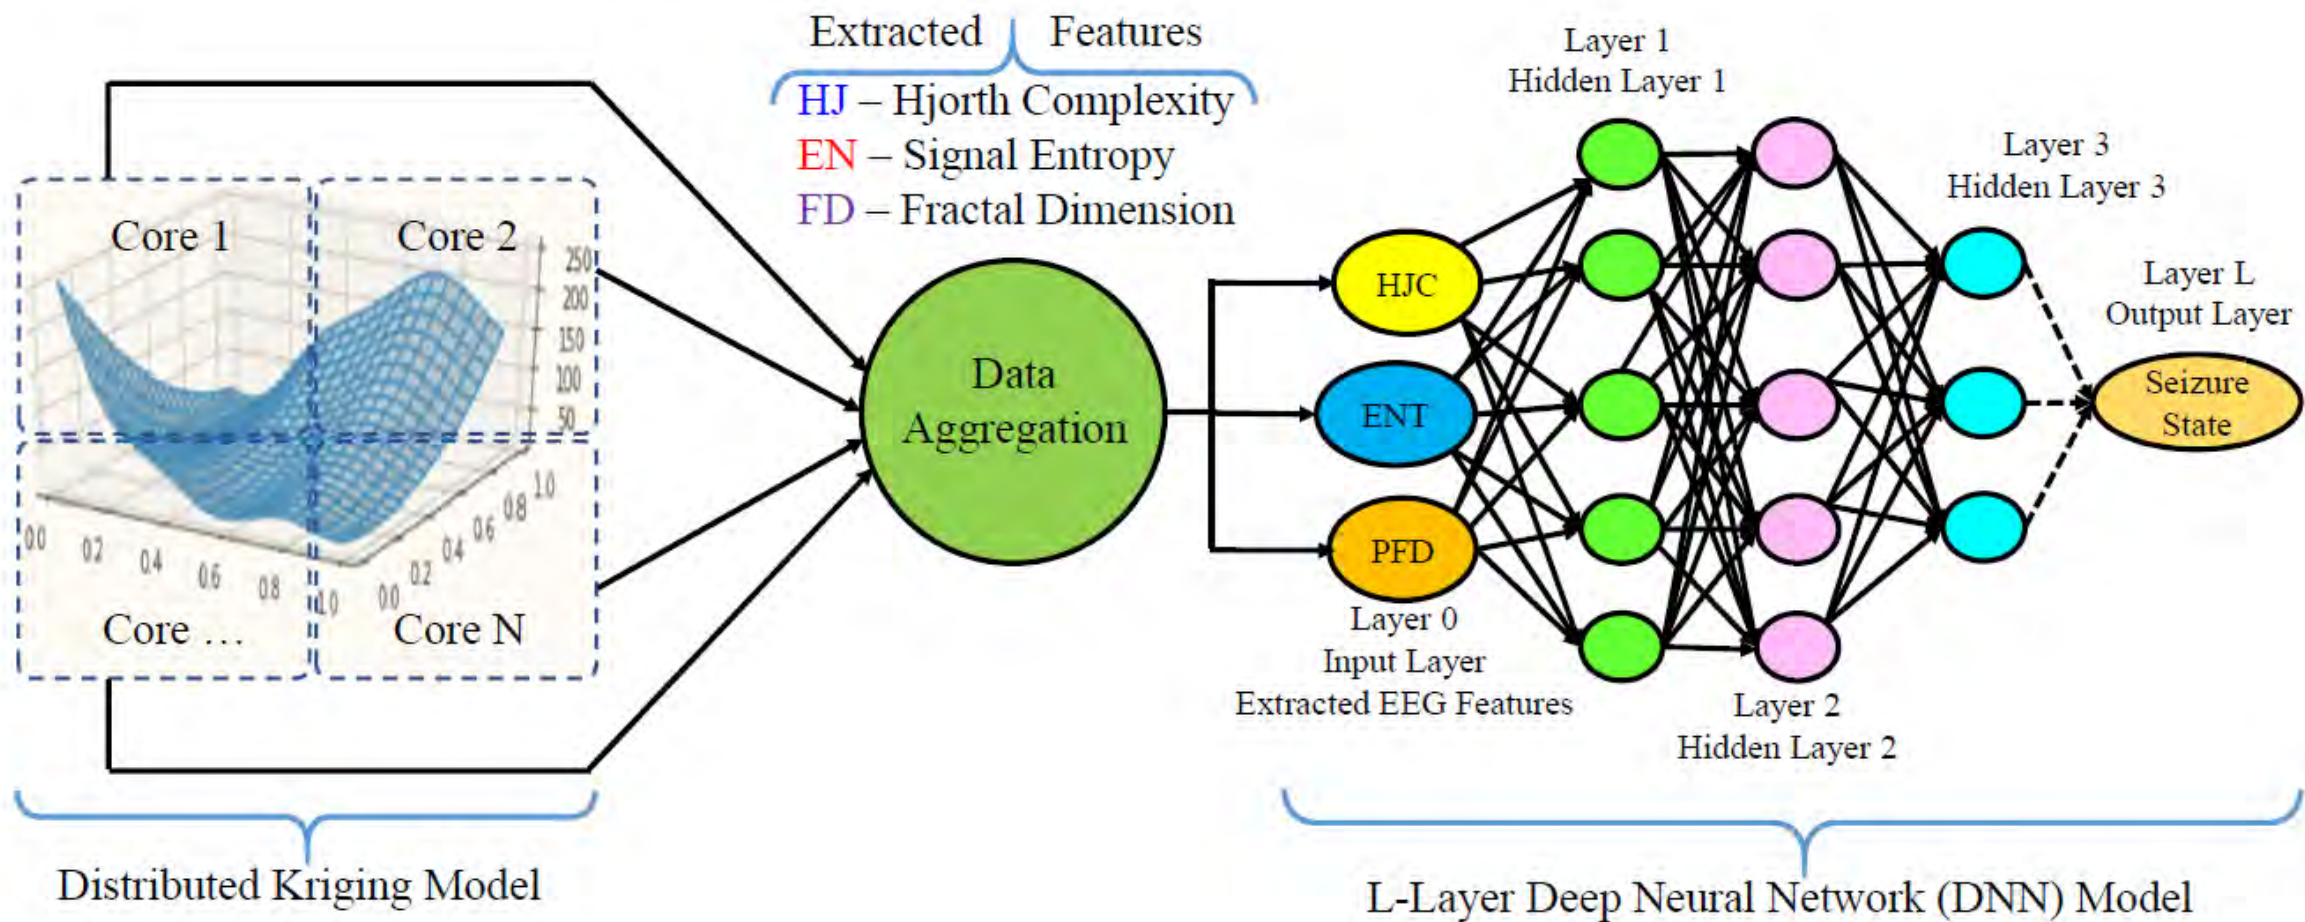 Extracted Features
HJ – Hjorth Complexity
EN – Signal Entropy
FD – Fractal Dimension
Core 1
Core 2
Core …
Core N
250
200
150
100
50
0.0
0.2
0.4
0.6
0.8
1.0
0.0
0.2
0.4
0.6
0.8
1.0
Distributed Kriging Model
Data
Aggregation
HJC
ENT
PFD
Layer 0
Input Layer
Extracted EEG Features
Layer 1
Hidden Layer 1
Layer 2
Hidden Layer 2
Layer 3
Hidden Layer 3
Layer L
Output Layer
Seizure
State
L-Layer Deep Neural Network (DNN) Model